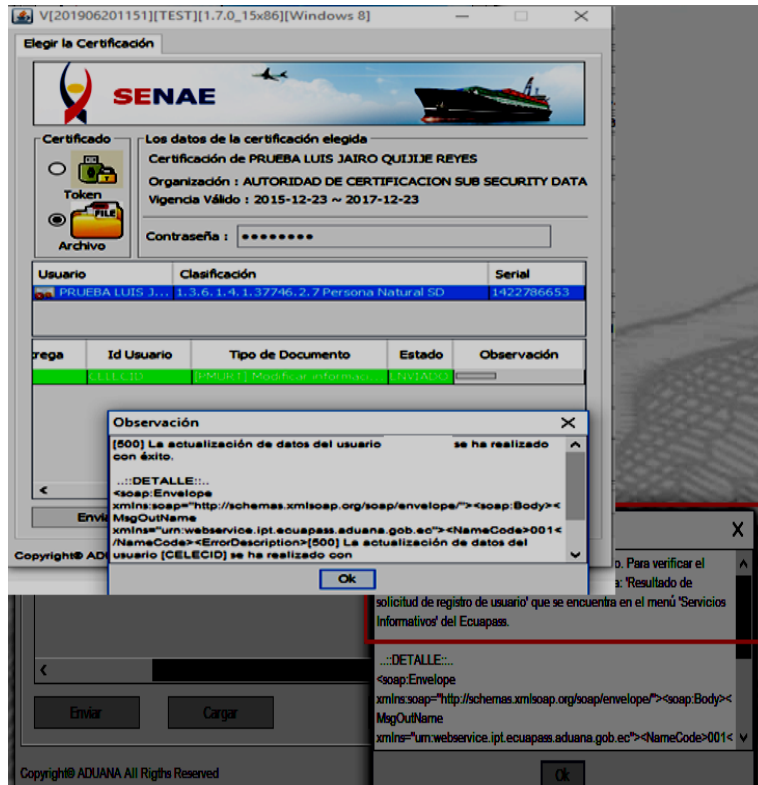 V[201906201151][TEST][1.7.0_15x86][Windows 8]
Elegir la Certificación
SENAE
Certificado
Los datos de la certificación elegida
Certificación de PRUEBA LUIS JAIRO QUIJIJE REYES
Organización : AUTORIDAD DE CERTIFICACION SUB SECURITY DATA
Token
Vigencia Válido : 2015-12-23 ~ 2017-12-23
FILE
Archivo
Contraseña : ••••••••
Usuario Clasificación Serial
PRUEBA LUIS J... 1.3.6.1.4.1.37746.2.7 Persona Natural SD 1422786653
rega Id Usuario Tipo de Documento Estado Observación
CELECID Modificar informaci... ENVIADO
Observación
[500] La actualización de datos del usuario se ha realizado
con éxito.
..::DETALLE::..
<soap:Envelope
xmlns:soap="http://schemas.xmlsoap.org/soap/envelope/"><soap:Body><
MsgOutName
xmlns="urn:webservice.ipt.ecuapass.aduana.gob.ec"><NameCode>001<
/NameCode><ErrorDescription>[500] La actualización de datos del
usuario [CELECID] se ha realizado con
Ok
Envia
Copyright© ADU
o. Para verificar el
a: 'Resultado de
solicitud de registro de usuario' que se encuentra en el menú 'Servicios
Informativos' del Ecuapass.
..::DETALLE::..
<soap:Envelope
xmlns:soap="http://schemas.xmlsoap.org/soap/envelope/"><soap:Body><
MsgOutName
xmlns="urn:webservice.ipt.ecuapass.aduana.gob.ec"><NameCode>001<
Ok
Enviar Cargar
Copyright© ADUANA All Rigths Reserved